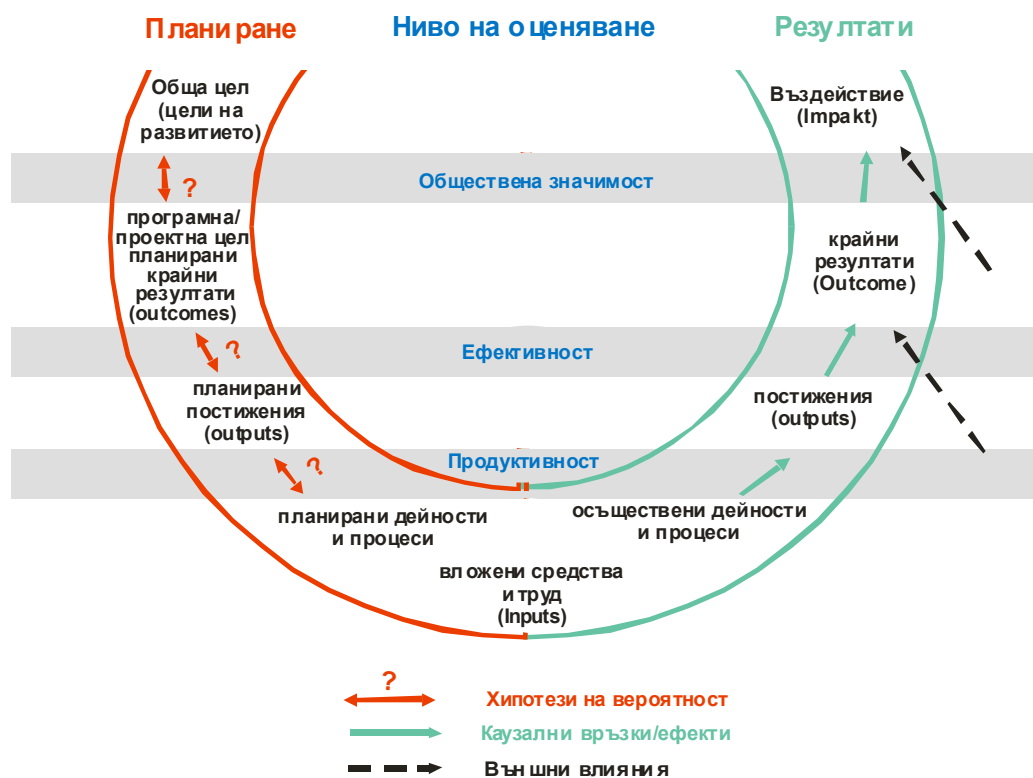 Планиране
Ниво на оценяване
Резултати
Обща цел
(цели на
развитието)
?
програмна/
проектна цел
планирани
крайни
резултати
(outcomes)
?
планирани
постижения
(outputs)
?
планирани дейности
и процеси
вложени средства
и труд
(Inputs)
Обществена значимост
Ефективност
Продуктивност
Въздействие
(Impakt)
крайни
резултати
(Outcome)
постижения
(outputs)
осъществени дейности
и процеси
?
Хипотези на вероятност
Каузални връзки/ефекти
Външни влияния